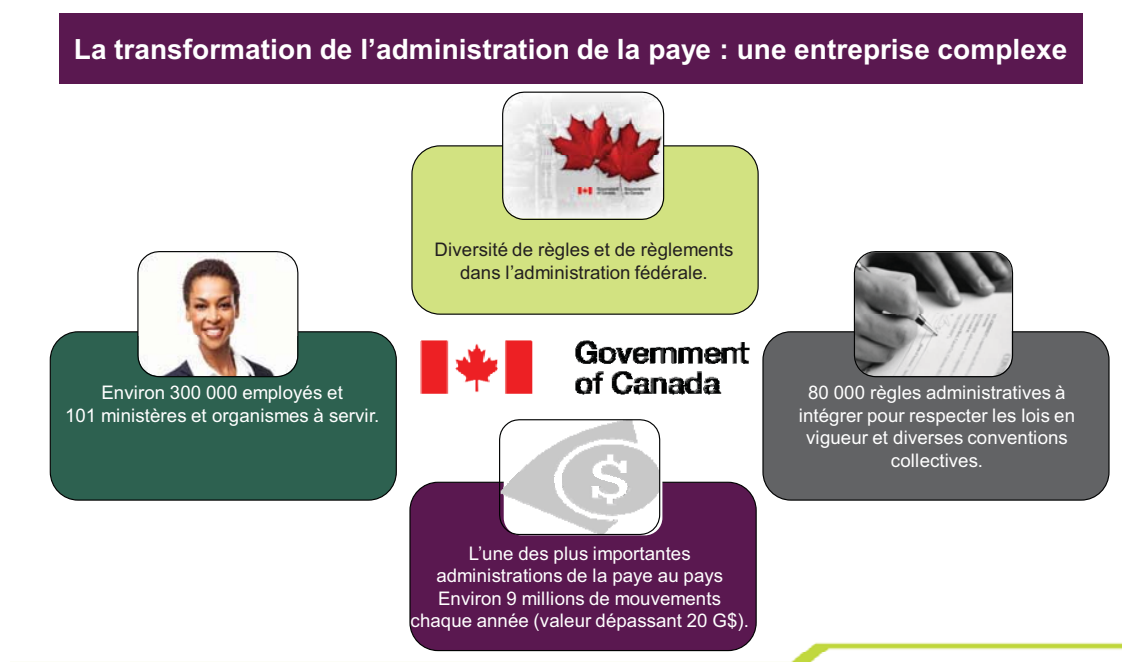 La transformation de l’administration de la paye : une entreprise complexe
Diversité de règles et de règlements
dans l’administration fédérale.
Environ 300 000 employés et
101 ministères et organismes à servir.
Government
of Canada
80 000 règles administratives à
intégrer pour respecter les lois en
vigueur et diverses conventions
collectives.
$
L’une des plus importantes
administrations de la paye au pays
Environ 9 millions de mouvements
chaque année (valeur dépassant 20 G$).